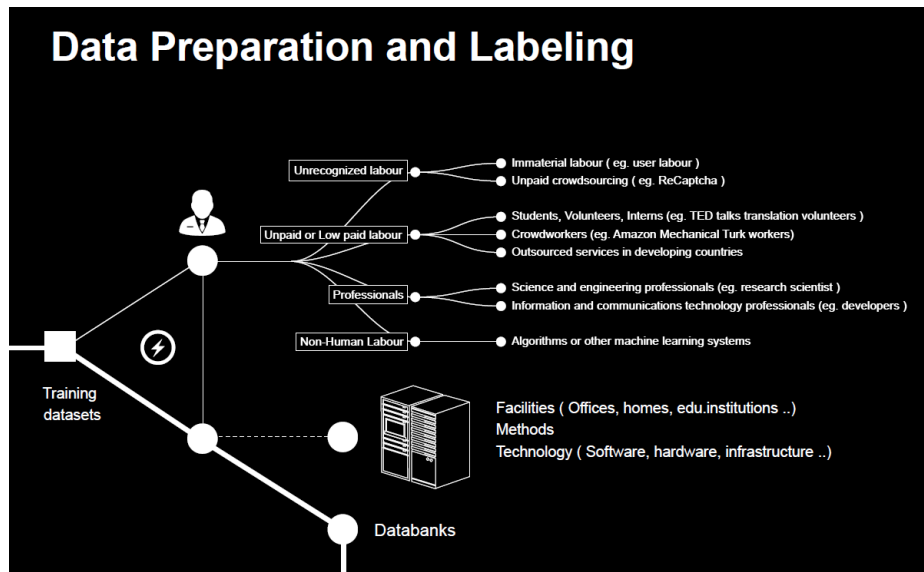 Data Preparation and Labeling
Unrecognized labour
Immaterial labour ( eg. user labour )
Unpaid crowdsourcing ( eg. ReCaptcha )
Unpaid or Low paid labour
Students, Volunteers, Interns (eg. TED talks translation volunteers )
Crowdworkers (eg. Amazon Mechanical Turk workers)
Outsourced services in developing countries
Professionals
Science and engineering professionals (eg. research scientist )
Information and communications technology professionals (eg. developers )
Non-Human Labour
Algorithms or other machine learning systems
Training
datasets
Facilities ( Offices, homes, edu.institutions ..)
Methods
Technology ( Software, hardware, infrastructure ..)
Databanks